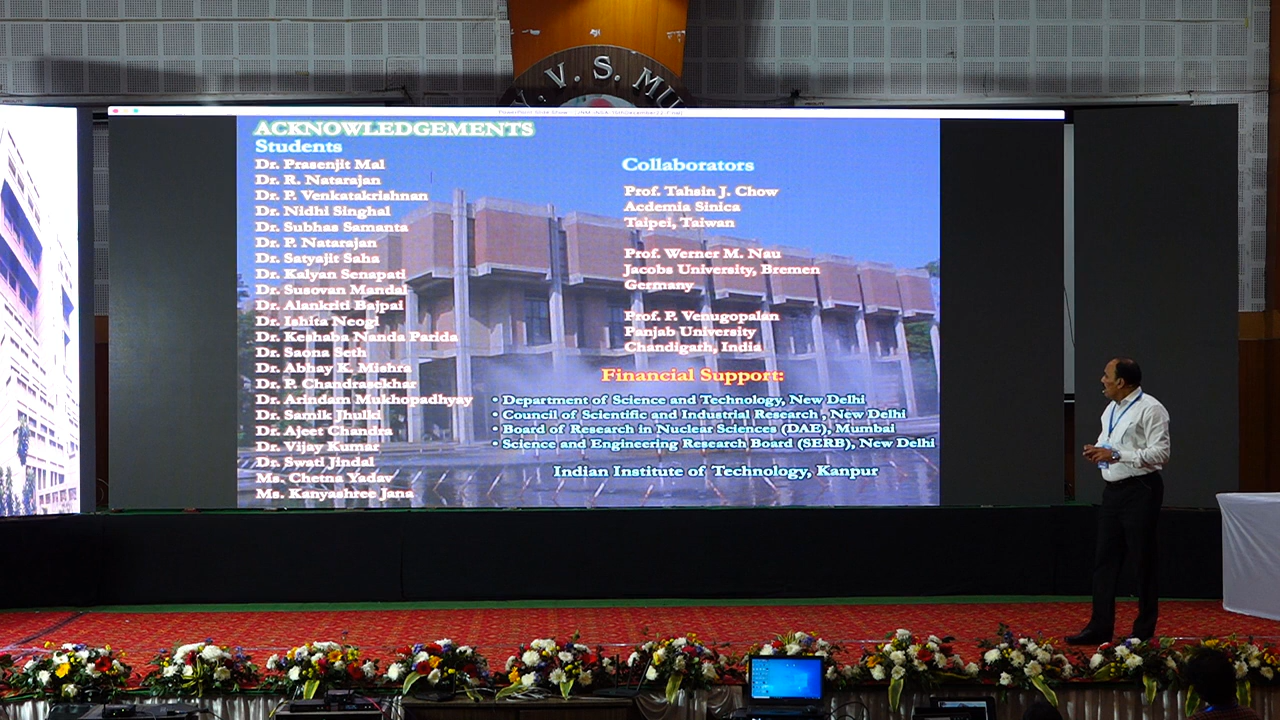 . V. S. MU
ACKNOWLEDGEMENTS
Students
Dr. Prasenjit Mal
Dr. R. Natarajan
Dr. P. Venkatakrishnan
Dr. Nidhi Singhal
Dr. Subhas Samanta
Dr. P. Natarajan
Dr. Satyajit Saha
Dr. Kalyan Senapati
Dr. Susovan Mandal
Dr. Alankriti Bajpai
Dr. Ishita Neogi
Dr. Keshaba Nanda Parida
Dr. Saona Seth
Dr. Abhay K. Mishra
Dr. P. Chandrasekhar
Dr. Arindam Mukhopadhyay
Dr. Samik Jhulki
Dr. Ajeet Chandra
Dr. Vijay Kumar
Dr. Swati Jindal
Ms. Chetna Yadav
Ms. Kanyashree Jana
Collaborators
Prof. Tahsin J. Chow
Acdemia Sinica
Taipei, Taiwan
Prof. Werner M. Nau
Jacobs University, Bremen
Germany
Prof. P. Venugopalan
Panjab University
Chandigarh, India
Financial Support:
• Department of Science and Technology, New Delhi
• Council of Scientific and Industrial Research , New Delhi
• Board of Research in Nuclear Sciences (DAE), Mumbai
• Science and Engineering Research Board (SERB), New Delhi
Indian Institute of Technology, Kanpur